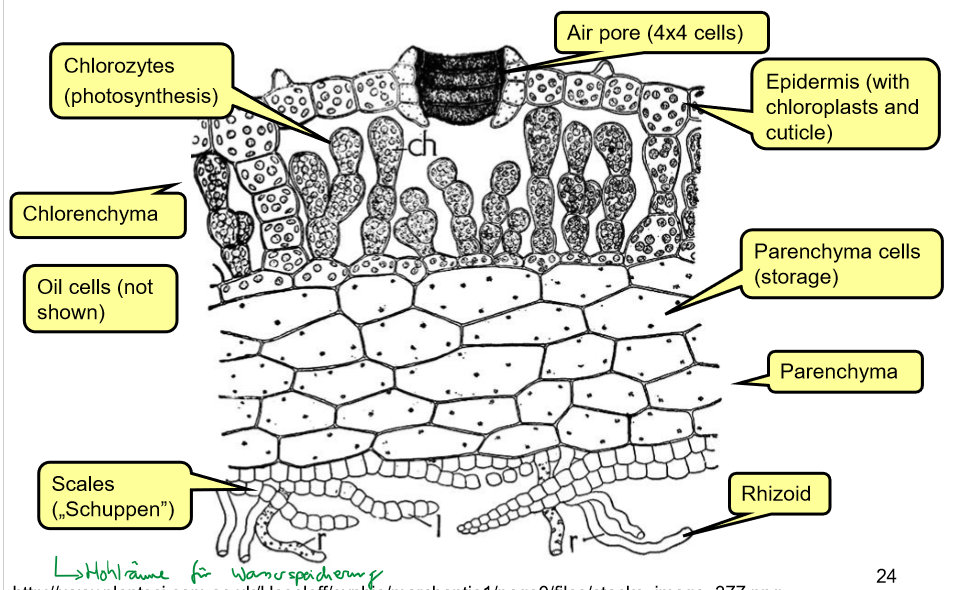 Air pore (4x4 cells)
Chlorozytes
(photosynthesis)
Epidermis (with
chloroplasts and
cuticle)
ch
Chlorenchyma
Parenchyma cells
(storage)
Oil cells (not
shown)
Parenchyma
Scales
(„Schuppen”)
Rhizoid
l
r
r
Hohlräume für Wasserspeicherung
24